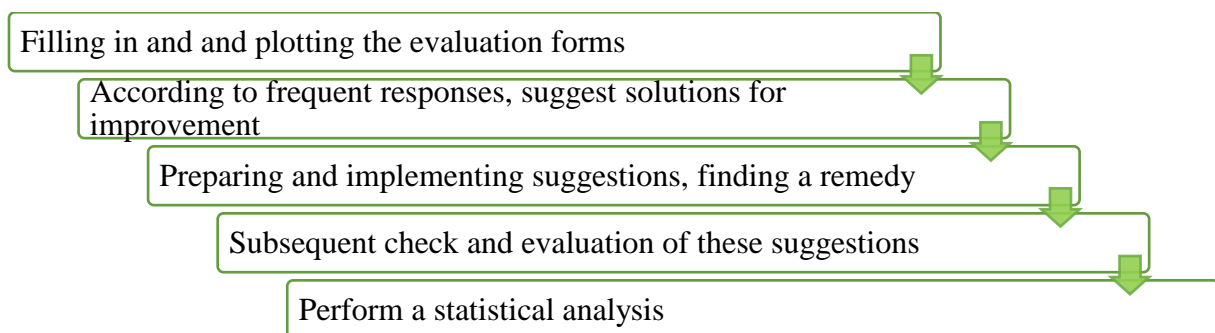 Filling in and and plotting the evaluation forms
According to frequent responses, suggest solutions for
improvement
Preparing and implementing suggestions, finding a remedy
Subsequent check and evaluation of these suggestions
Perform a statistical analysis